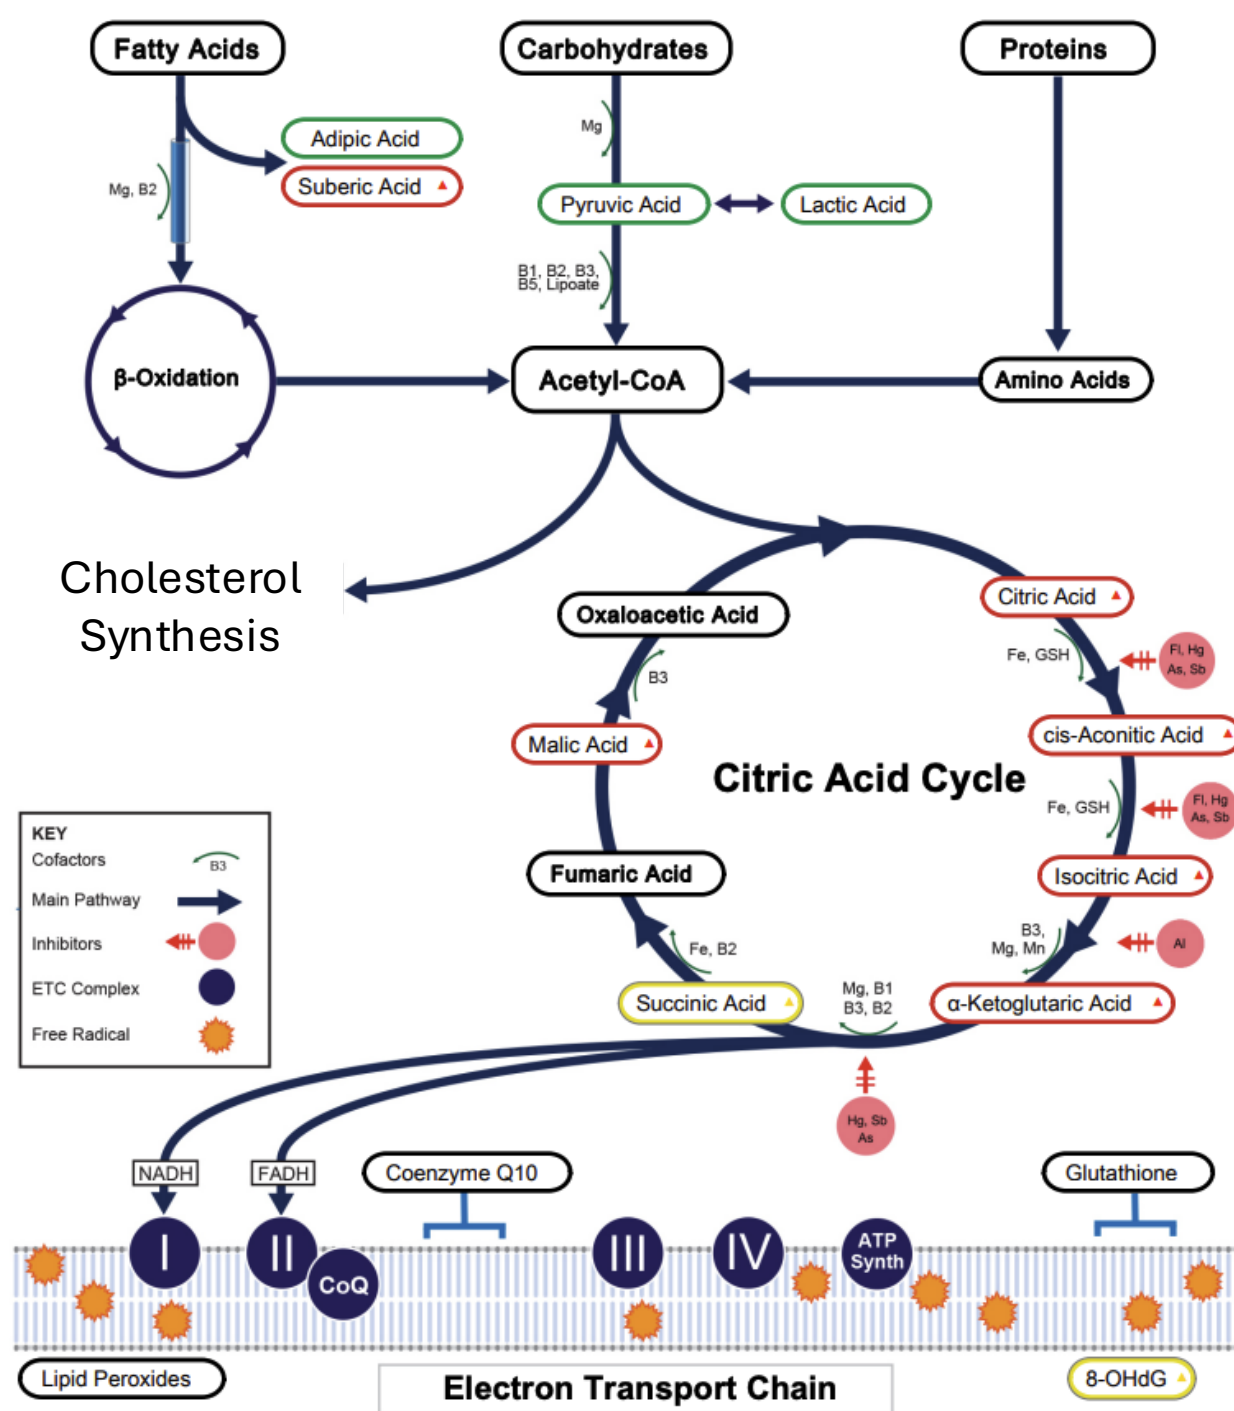 Fatty Acids
Carbohydrates
Proteins
Mg
Adipic Acid
Suberic Acid
Mg, B2
Pyruvic Acid
Lactic Acid
B1, B2, B3,
B5, Lipoate
β-Oxidation
Acetyl-CoA
Amino Acids
Cholesterol
Synthesis
Oxaloacetic Acid
Citric Acid
Fe, GSH
Fl, Hg
As, Sb
B3
Malic Acid
cis-Aconitic Acid
Citric Acid Cycle
Fe, GSH
Fl, Hg
As, Sb
KEY
Cofactors
B3
Main Pathway
Inhibitors
ETC Complex
Free Radical
Fumaric Acid
Isocitric Acid
B3,
Mg, Mn
Al
Fe, B2
Succinic Acid
Mg, B1
B3, B2
α-Ketoglutaric Acid
Hg, Sb
As
NADH
FADH
Coenzyme Q10
Glutathione
I
II
CoQ
III
IV
ATP
Synth
Lipid Peroxides
Electron Transport Chain
8-OHdG